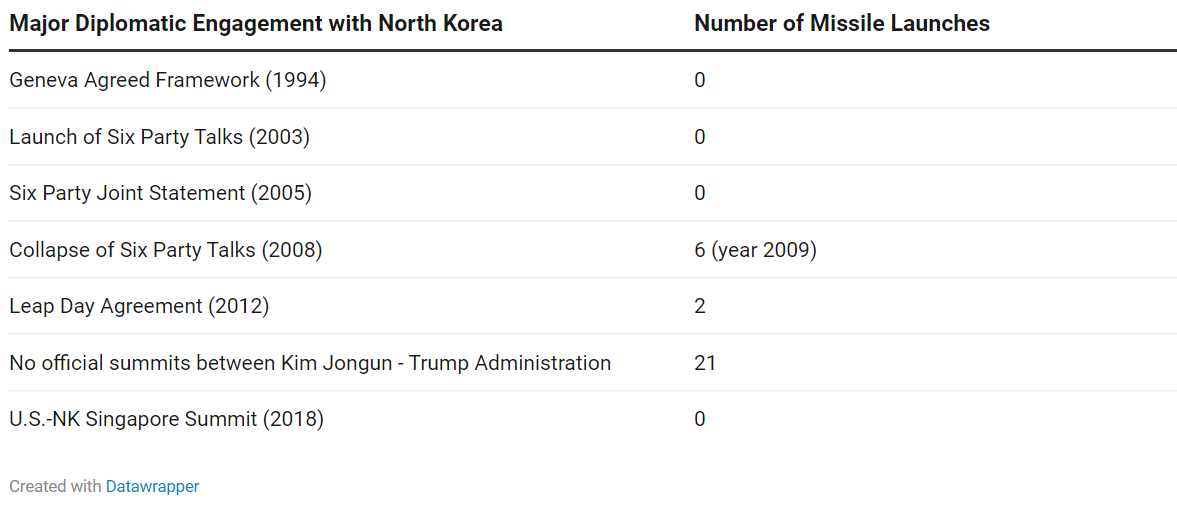 Major Diplomatic Engagement with North Korea Number of Missile Launches
Geneva Agreed Framework (1994) 0
Launch of Six Party Talks (2003) 0
Six Party Joint Statement (2005) 0
Collapse of Six Party Talks (2008) 6 (year 2009)
Leap Day Agreement (2012) 2
No official summits between Kim Jongun - Trump Administration 21
U.S.-NK Singapore Summit (2018) 0
Created with Datawrapper